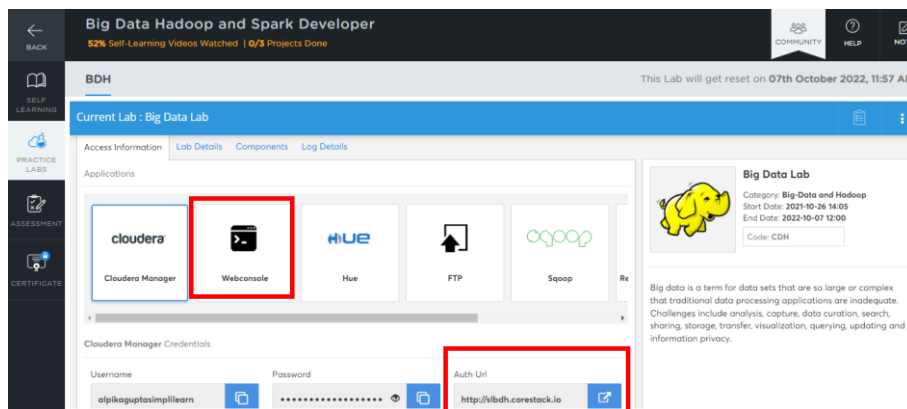 Big Data Hadoop and Spark Developer
52% Self-Learning Videos Watched | 0/3 Projects Done
BACK
COMMUNITY
HELP
SELF
LEARNING
PRACTICE
LABS
ASSESSMENT
CERTIFICATE
BDH
This Lab will get reset on 07th October 2022, 11:57
Current Lab : Big Data Lab
Access Information
Lab Details
Components
Log Details
Applications
cloudera
Cloudera Manager
Webconsole
HUE
Hue
FTP
sqoop
Sqoop
Cloudera Manager Credentials
Username
alpikaguptasimplilearn
Password
Auth Url
http://slbdh.corestack.io
Big Data Lab
Category: Big-Data and Hadoop
Start Date: 2021-10-26 14:05
End Date: 2022-10-07 12:00
Code: CDH
Big data is a term for data sets that are so large or complex
that traditional data processing applications are inadequate.
Challenges include analysis, capture, data curation, search,
sharing, storage, transfer, visualization, querying, updating and
information privacy.